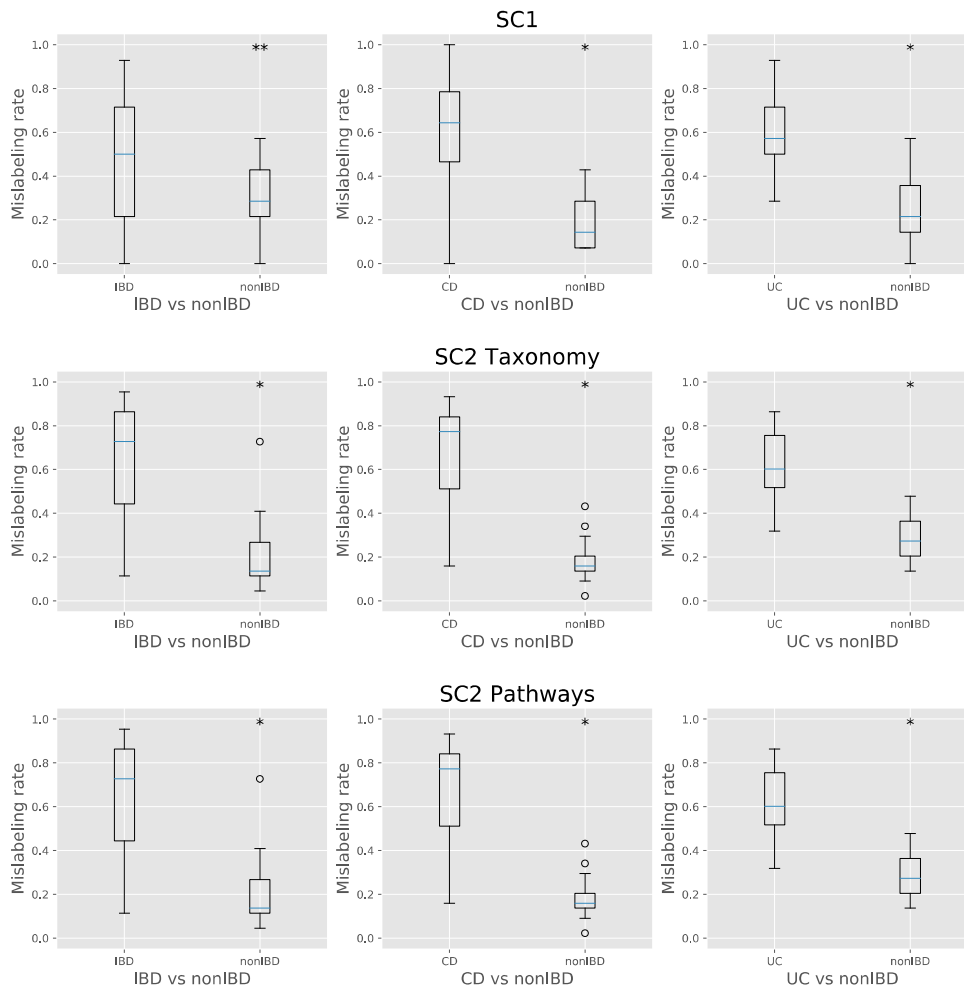 SC1
Mislabeling rate
1.0
0.8
0.6
0.4
0.2
0.0
**
IBD
nonIBD
IBD vs nonIBD
Mislabeling rate
1.0
0.8
0.6
0.4
0.2
0.0
*
CD
nonIBD
CD vs nonIBD
Mislabeling rate
1.0
0.8
0.6
0.4
0.2
0.0
*
UC
nonIBD
UC vs nonIBD
SC2 Taxonomy
Mislabeling rate
1.0
0.8
0.6
0.4
0.2
0.0
*
IBD
nonIBD
IBD vs nonIBD
Mislabeling rate
1.0
0.8
0.6
0.4
0.2
0.0
*
CD
nonIBD
CD vs nonIBD
Mislabeling rate
1.0
0.8
0.6
0.4
0.2
0.0
*
UC
nonIBD
UC vs nonIBD
SC2 Pathways
Mislabeling rate
1.0
0.8
0.6
0.4
0.2
0.0
*
IBD
nonIBD
IBD vs nonIBD
Mislabeling rate
1.0
0.8
0.6
0.4
0.2
0.0
*
CD
nonIBD
CD vs nonIBD
Mislabeling rate
1.0
0.8
0.6
0.4
0.2
0.0
*
UC
nonIBD
UC vs nonIBD